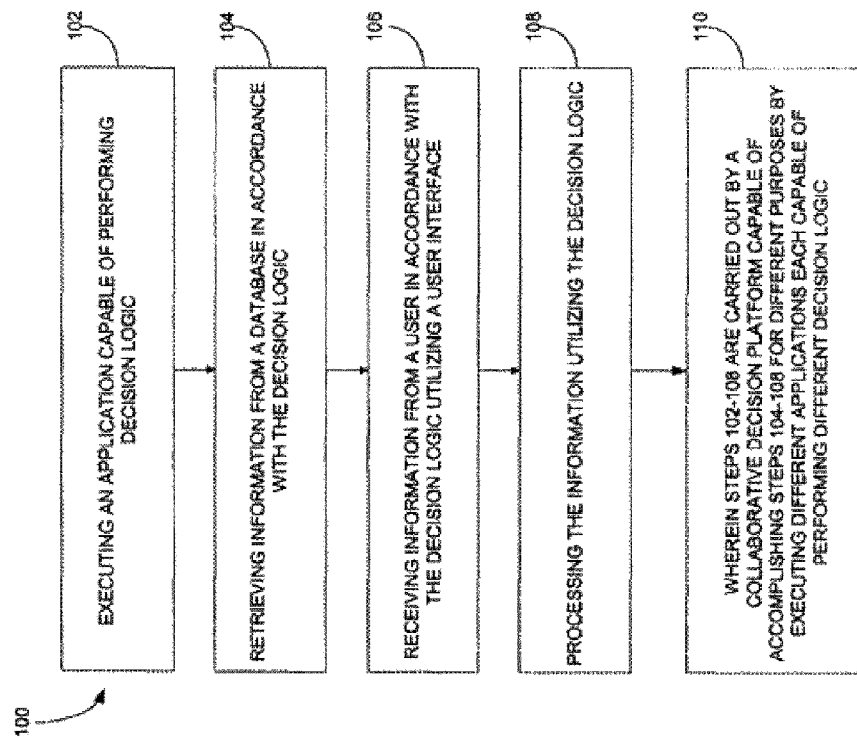 100
102
EXECUTING AN APPLICATION CAPABLE OF PERFORMING
DECISION LOGIC
104
RETRIEVING INFORMATION FROM A DATABASE IN ACCORDANCE
WITH THE DECISION LOGIC
106
RECEIVING INFORMATION FROM A USER IN ACCORDANCE WITH
THE DECISION LOGIC UTILIZING A USER INTERFACE
108
PROCESSING THE INFORMATION UTILIZING THE DECISION LOGIC
110
WHEREIN STEPS 102-108 ARE CARRIED OUT BY A
COLLABORATIVE DECISION PLATFORM CAPABLE OF
ACCOMPLISHING STEPS 104-108 FOR DIFFERENT PURPOSES BY
EXECUTING DIFFERENT APPLICATIONS EACH CAPABLE OF
PERFORMING DIFFERENT DECISION LOGIC